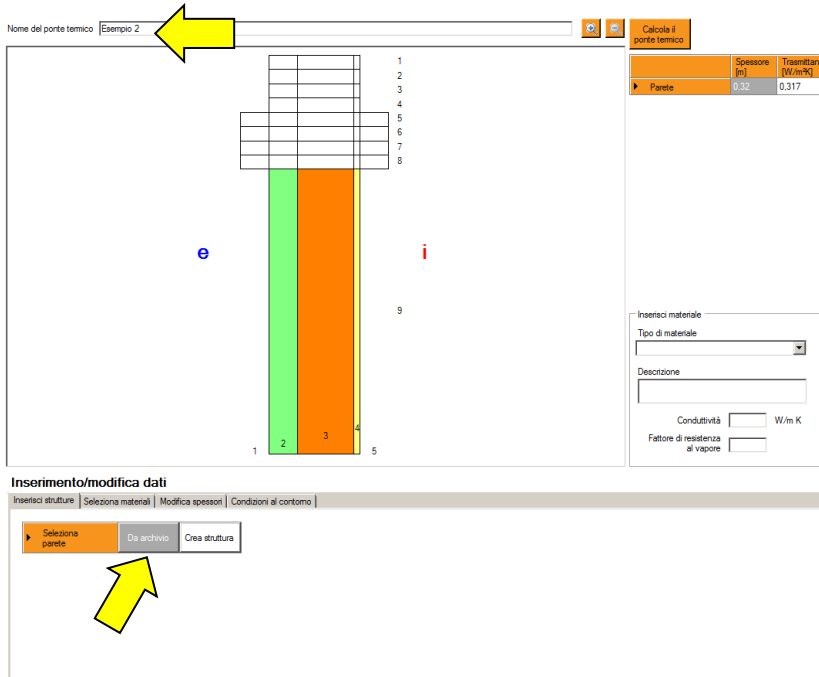 Nome del ponte termico Esempio 2
Calcola il
ponte termico
Spessore
[m]
Trasmittan
[W/m²K]
Parete 0.32 0,317
1
2
3
4
5
6
7
8
e
i
9
1
2
3
4
5
Inserisci materiale
Tipo di materiale
Descrizione
Conduttività W/m K
Fattore di resistenza
al vapore
Inserimento/modifica dati
Inserisci strutture Seleziona materiali Modifica spessori Condizioni al contorno
Seleziona
parete
Da archivio
Crea struttura